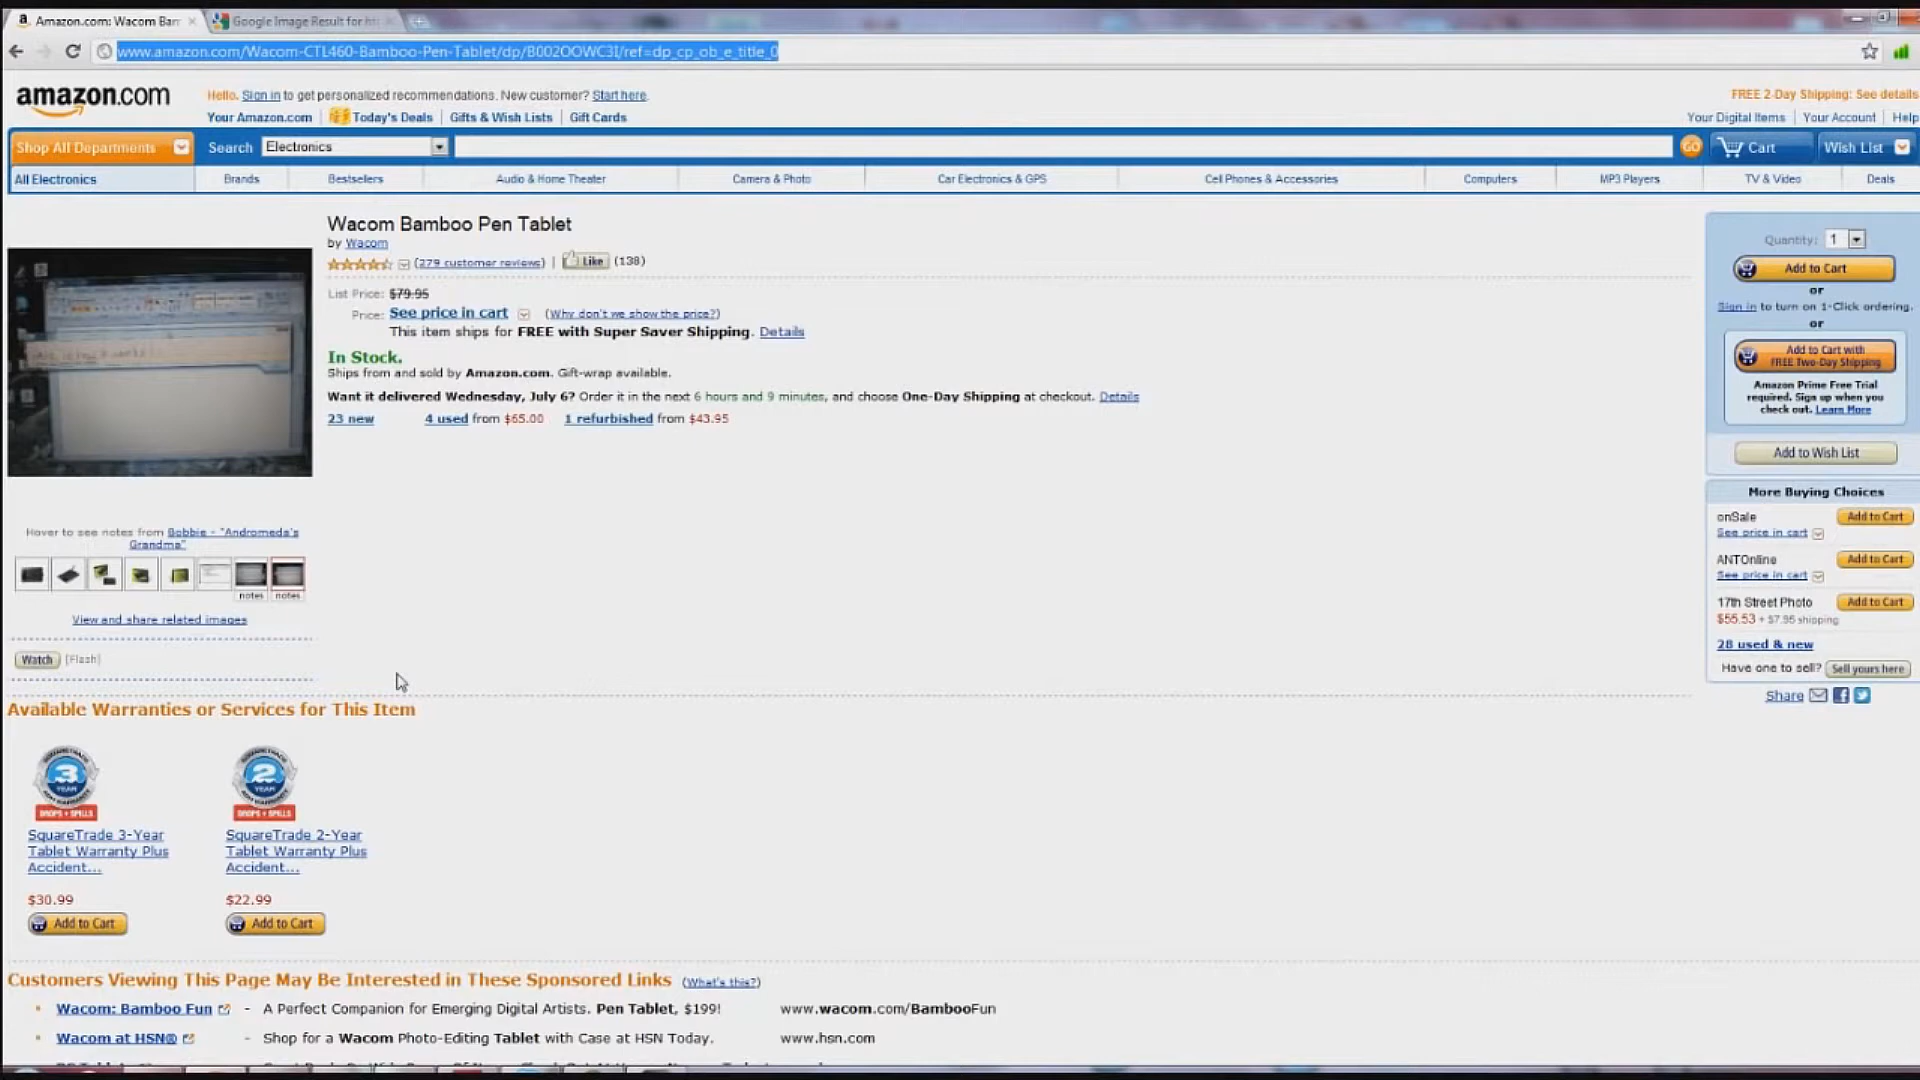 Amazon.com: Wacom Bam
Google Image Result for ht
www.amazon.com/Wacom-CTL460-Bamboo-Pen-Tablet/dp/B002OOWC3I/ref=dp_cp_ob_e_title_0
amazon.com
Hello. Sign in to get personalized recommendations. New customer? Start here.
FREE 2-Day Shipping: See details
Your Amazon.com | Today's Deals | Gifts & Wish Lists | Gift Cards
Your Digital Items | Your Account | Help
Shop All Departments
Search Electronics
GO
Cart
Wish List
All Electronics Brands Bestsellers Audio & Home Theater Camera & Photo Car Electronics & GPS Cell Phones & Accessories Computers MP3 Players TV & Video Deals
Wacom Bamboo Pen Tablet
by Wacom
(279 customer reviews) | Like (138)
List Price: $79.95
Price: See price in cart (Why don't we show the price?)
This item ships for FREE with Super Saver Shipping. Details
In Stock.
Ships from and sold by Amazon.com. Gift-wrap available.
Want it delivered Wednesday, July 6? Order it in the next 6 hours and 9 minutes, and choose One-Day Shipping at checkout. Details
23 new 4 used from $65.00 1 refurbished from $43.95
Quantity: 1
Add to Cart
or
Sign in to turn on 1-Click ordering.
or
Add to Cart with
FREE Two-Day Shipping
Amazon Prime Free Trial
required. Sign up when you
check out. Learn More
Add to Wish List
More Buying Choices
onSale Add to Cart
See price in cart
ANTOnline Add to Cart
See price in cart
17th Street Photo Add to Cart
$55.53 + $7.95 shipping
28 used & new
Have one to sell? Sell yours here
Share
Hover to see notes from Bobbie - "Andromeda's
Grandma"
notes notes
View and share related images
Watch (Flash)
Available Warranties or Services for This Item
3 YEAR
DROPS + SPILLS
SquareTrade 3-Year
Tablet Warranty Plus
Accident...
$30.99
Add to Cart
2 YEAR
DROPS + SPILLS
SquareTrade 2-Year
Tablet Warranty Plus
Accident...
$22.99
Add to Cart
Customers Viewing This Page May Be Interested in These Sponsored Links (What's this?)
Wacom: Bamboo Fun - A Perfect Companion for Emerging Digital Artists. Pen Tablet, $199! www.wacom.com/BambooFun
Wacom at HSN® - Shop for a Wacom Photo-Editing Tablet with Case at HSN Today. www.hsn.com